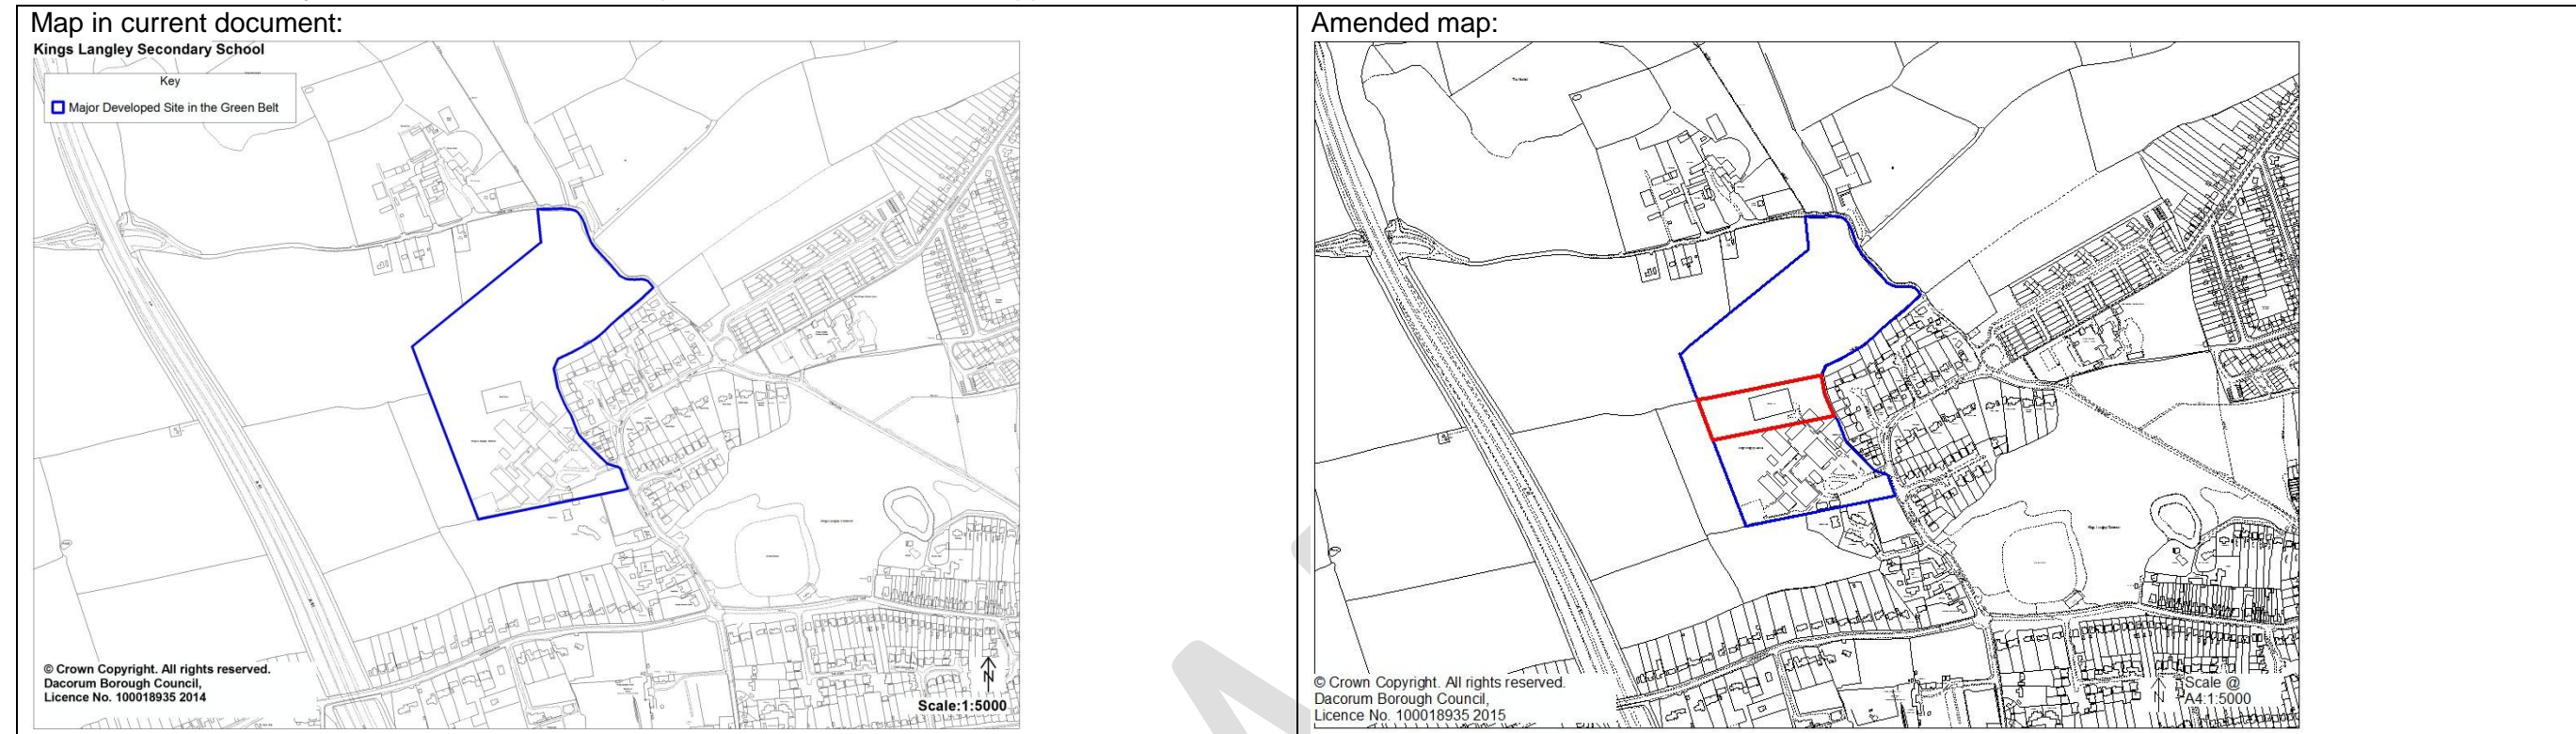 Map in current document:
Kings Langley Secondary School
Key
Major Developed Site in the Green Belt
© Crown Copyright. All rights reserved.
Dacorum Borough Council,
Licence No. 100018935 2014
N
Scale:1:5000
Amended map:
© Crown Copyright. All rights reserved.
Dacorum Borough Council,
Licence No. 100018935 2015
N
Scale @
A4:1:5000